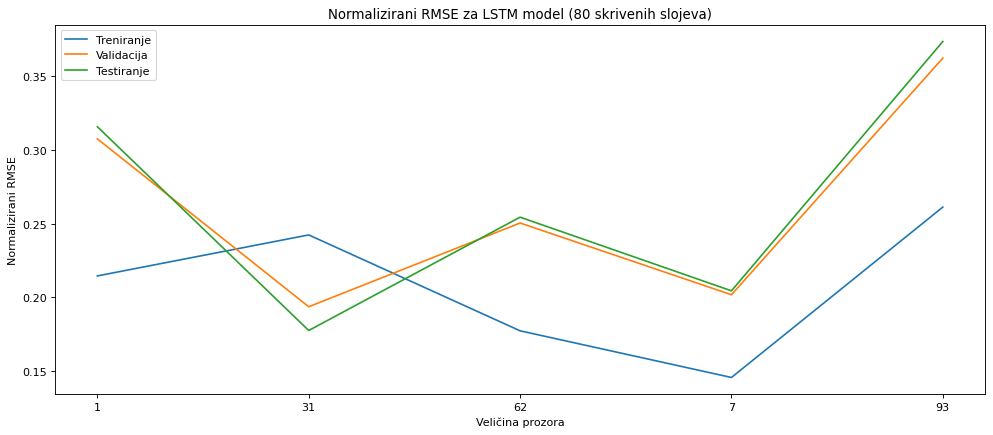 Normalizirani RMSE za LSTM model (80 skrivenih slojeva)
Treniranje
Validacija
Testiranje
Normalizirani RMSE
0.35
0.30
0.25
0.20
0.15
1
31
62
7
93
Veličina prozora